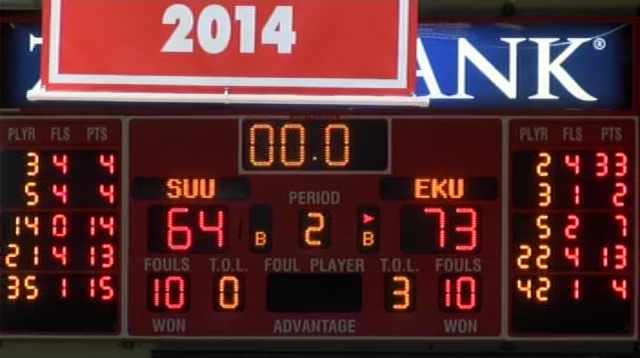 2014
ANK®
PLYR FLS PTS
3 4 4
5 4 4
14 0 14
21 4 13
35 1 15
00.0
SUU EKU
PERIOD
64 B 2 B 73
FOULS T.O.L. FOUL PLAYER T.O.L. FOULS
10 0 3 10
WON ADVANTAGE WON
PLYR FLS PTS
2 4 33
3 1 2
5 2 7
22 4 13
42 1 4